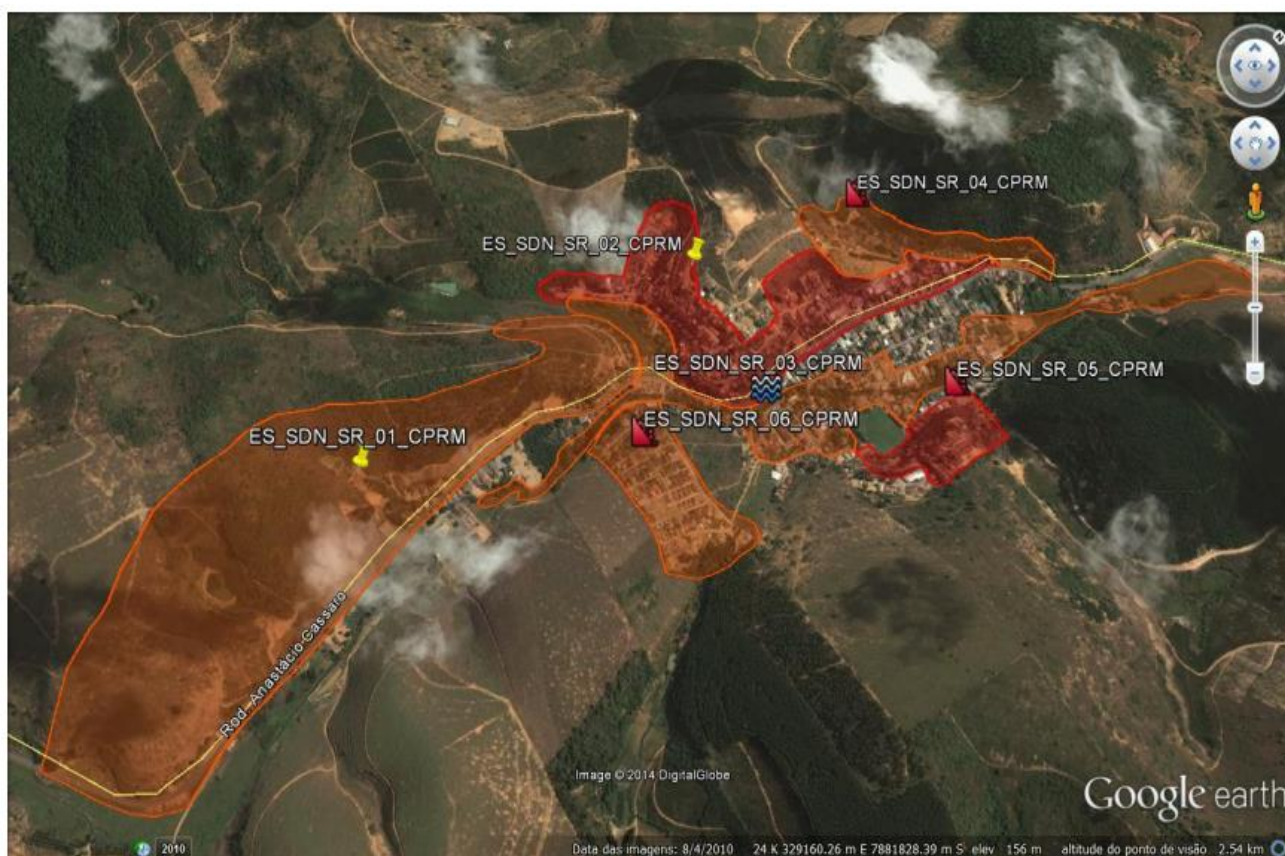 ES_SDN_SR_04_CPRM
ES_SDN_SR_02_CPRM
ES_SDN_SR_03_CPRM
ES_SDN_SR_05_CPRM
ES_SDN_SR_06_CPRM
ES_SDN_SR_01_CPRM
Rod. Anastácio Cassaro
Image © 2014 DigitalGlobe
Google earth
2010
Data das imagens: 8/4/2010 24 K 329160.26 m E 7881828.39 m S elev 156 m altitude do ponto de visão 2.54 km